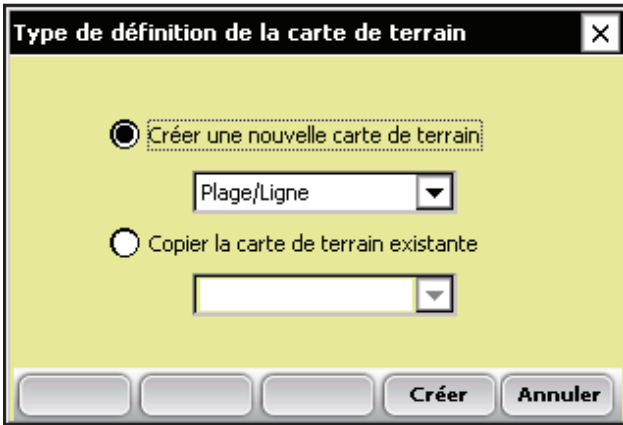 Type de définition de la carte de terrain
Créer une nouvelle carte de terrain
Plage/Ligne
Copier la carte de terrain existante
Créer Annuler